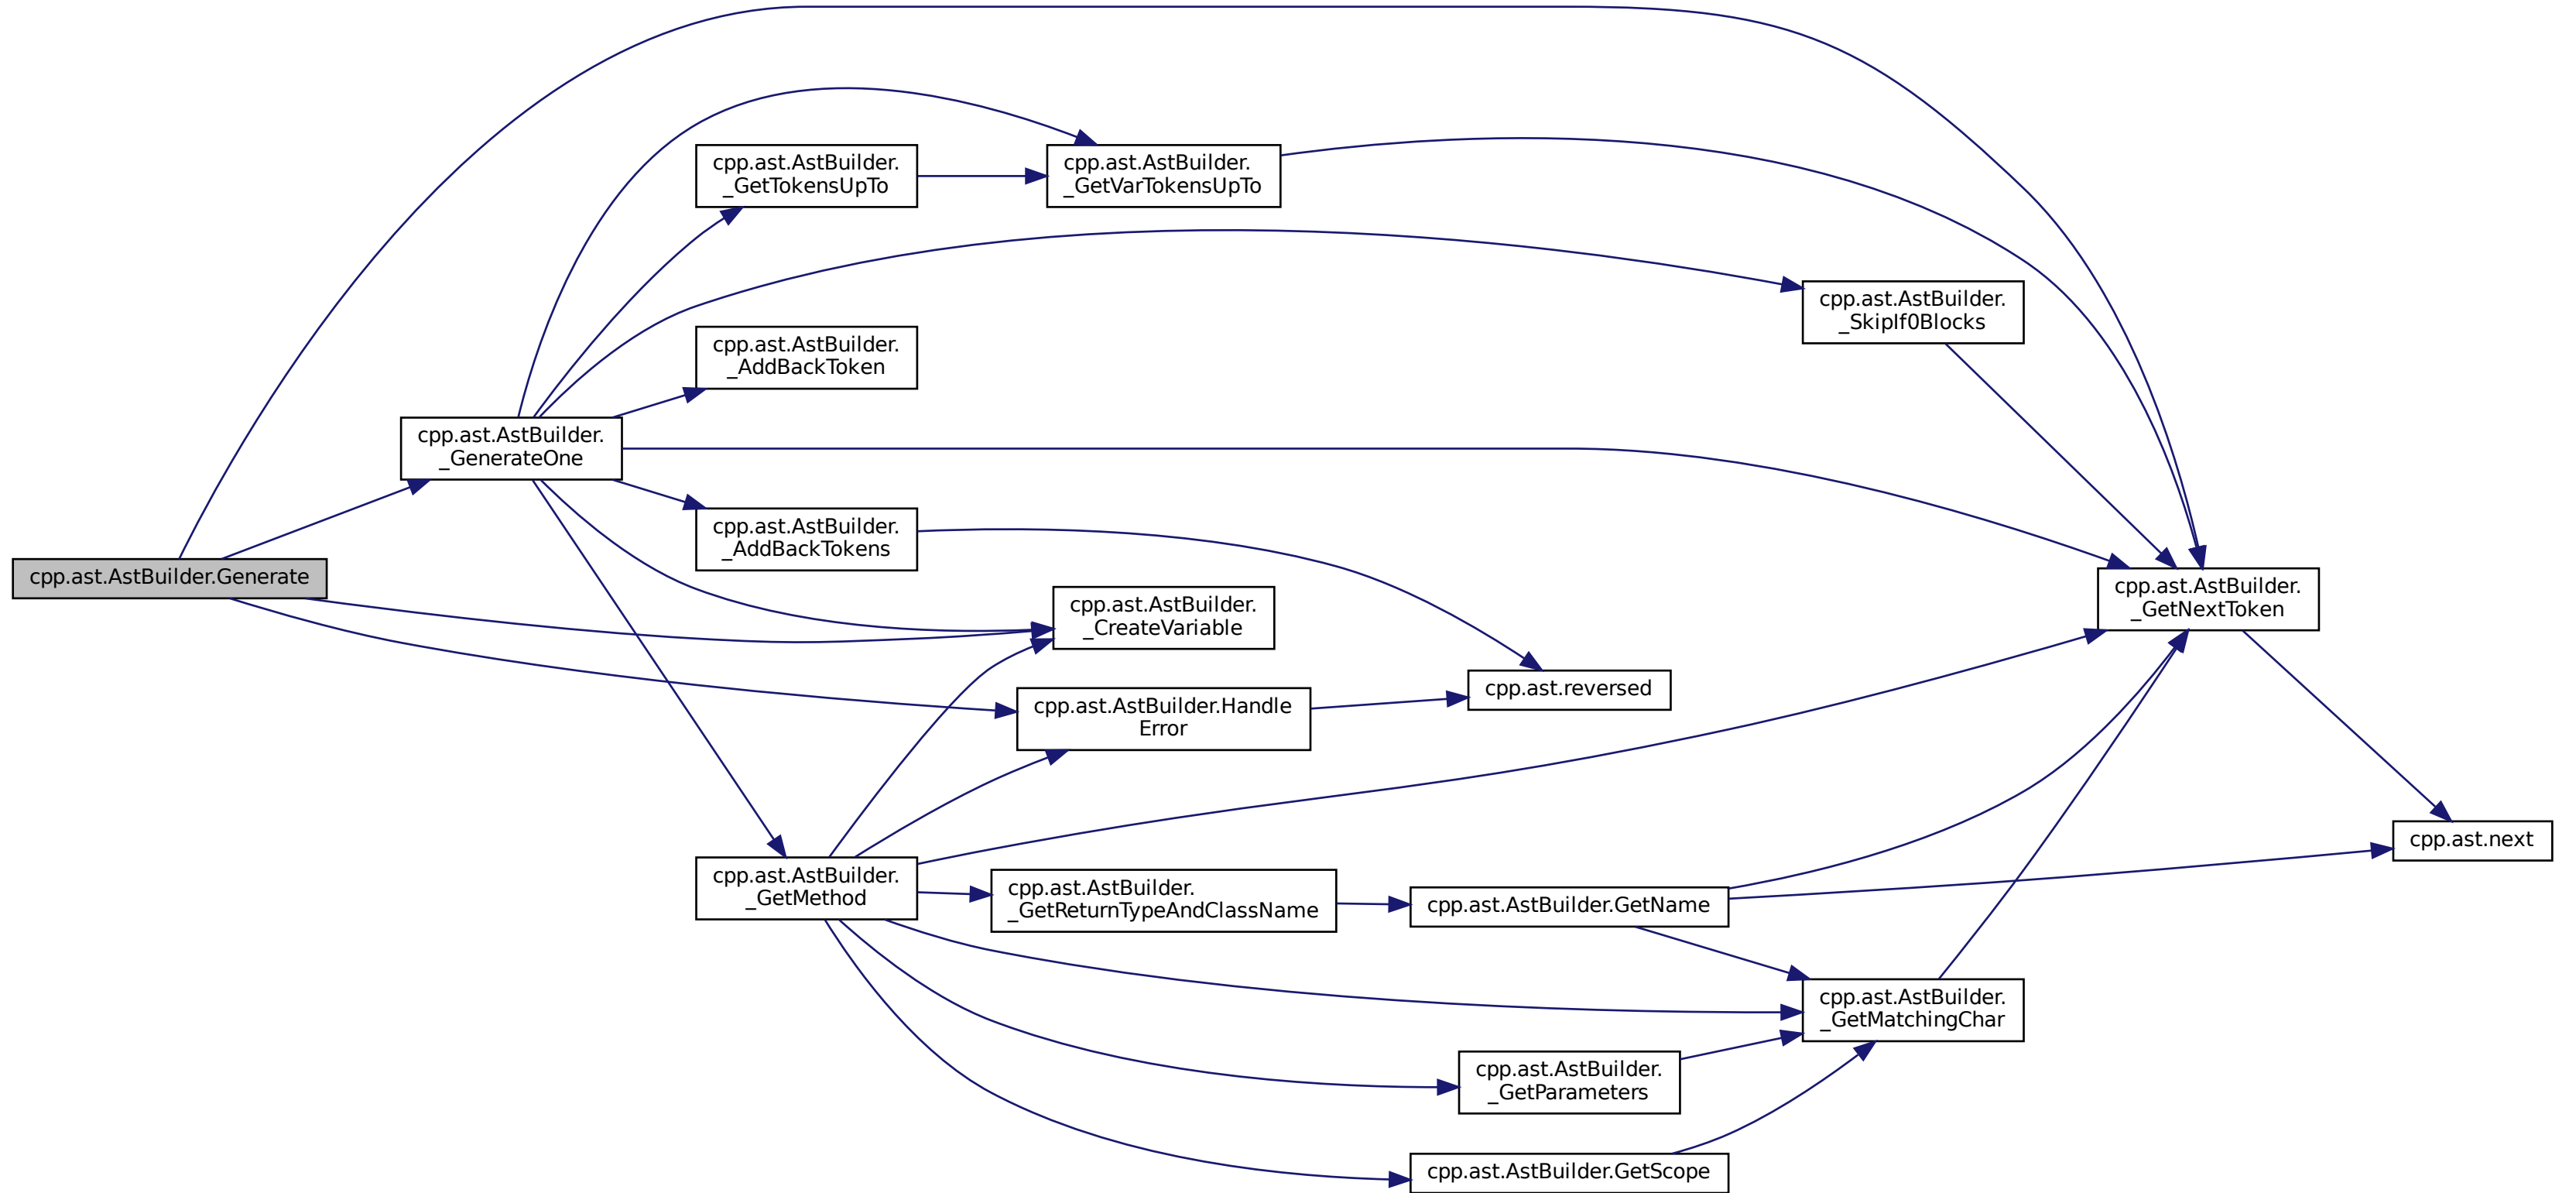 cpp.ast.AstBuilder.
_GetTokensUpTo
cpp.ast.AstBuilder.
_GetVarTokensUpTo
cpp.ast.AstBuilder.
_SkipIf0Blocks
cpp.ast.AstBuilder.
_AddBackToken
cpp.ast.AstBuilder.
_GenerateOne
cpp.ast.AstBuilder.
_AddBackTokens
cpp.ast.AstBuilder.Generate
cpp.ast.AstBuilder.
_CreateVariable
cpp.ast.AstBuilder.
_GetNextToken
cpp.ast.reversed
cpp.ast.AstBuilder.Handle
Error
cpp.ast.next
cpp.ast.AstBuilder.
_GetMethod
cpp.ast.AstBuilder.
_GetReturnTypeAndClassName
cpp.ast.AstBuilder.GetName
cpp.ast.AstBuilder.
_GetMatchingChar
cpp.ast.AstBuilder.
_GetParameters
cpp.ast.AstBuilder.GetScope